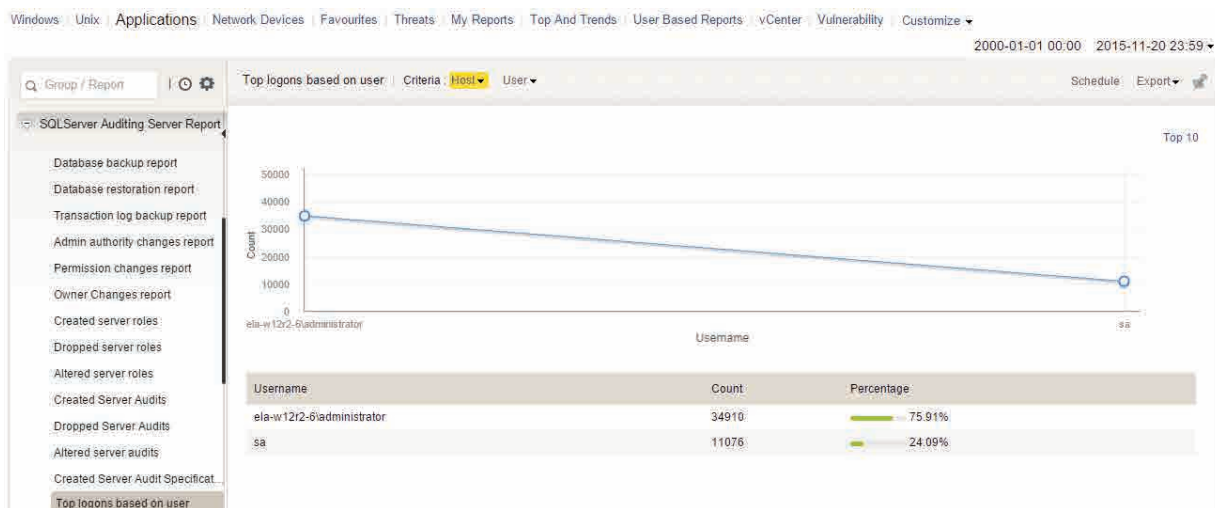 Windows Unix Applications Network Devices Favourites Threats My Reports Top And Trends User Based Reports vCenter Vulnerability Customize
2000-01-01 00:00 2015-11-20 23:59
Group / Report
Top logons based on user Criteria : Host User
Schedule Export
SQLServer Auditing Server Report
Database backup report
Database restoration report
Transaction log backup report
Admin authority changes report
Permission changes report
Owner Changes report
Created server roles
Dropped server roles
Altered server roles
Created Server Audits
Dropped Server Audits
Altered server audits
Created Server Audit Specificat...
Top logons based on user
Top 10
50000
40000
30000
20000
10000
0
Count
ela-w12r2-6\administrator
sa
Username
Username Count Percentage
ela-w12r2-6\administrator 34910 75.91%
sa 11076 24.09%